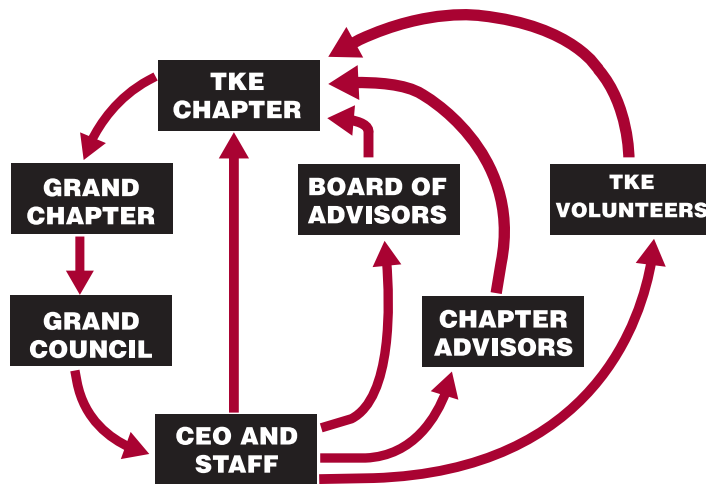 TKE
CHAPTER
GRAND
CHAPTER
BOARD OF
ADVISORS
TKE
VOLUNTEERS
GRAND
COUNCIL
CHAPTER
ADVISORS
CEO AND
STAFF